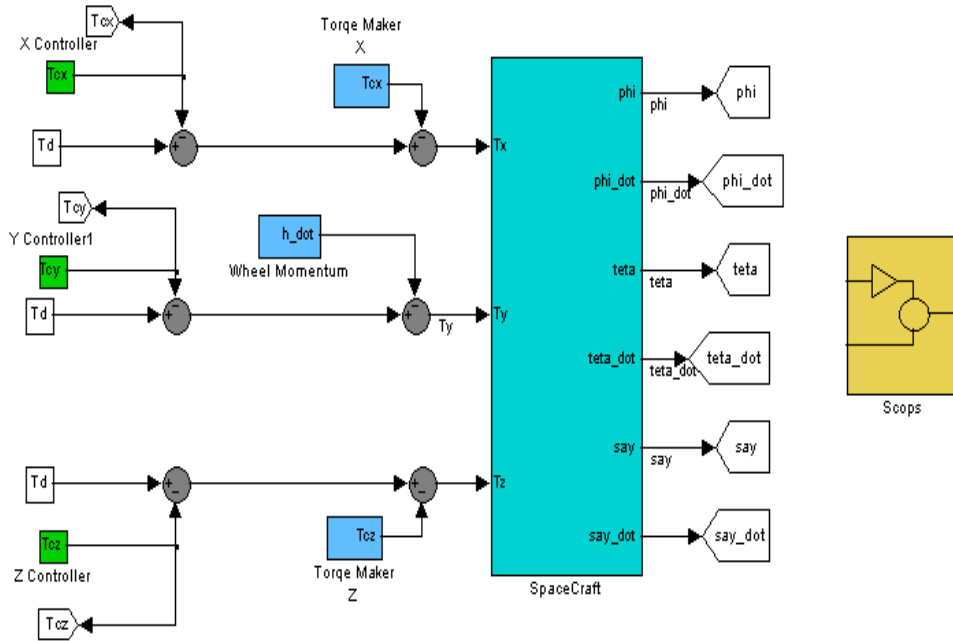 Tcx
X Controller
Tcx
Td
Torqe Maker
X
Tcx
Tcy
Y Controller1
Tcy
Td
h_dot
Wheel Momentum
Ty
Td
Tcz
Z Controller
Tcz
Tcz
Torqe Maker
Z
Tx
Ty
Tz
SpaceCraft
phi
phi
phi
phi_dot
phi_dot
phi_dot
teta
teta
teta
teta_dot
teta_dot
teta_dot
say
say
say
say_dot
say_dot
Scops